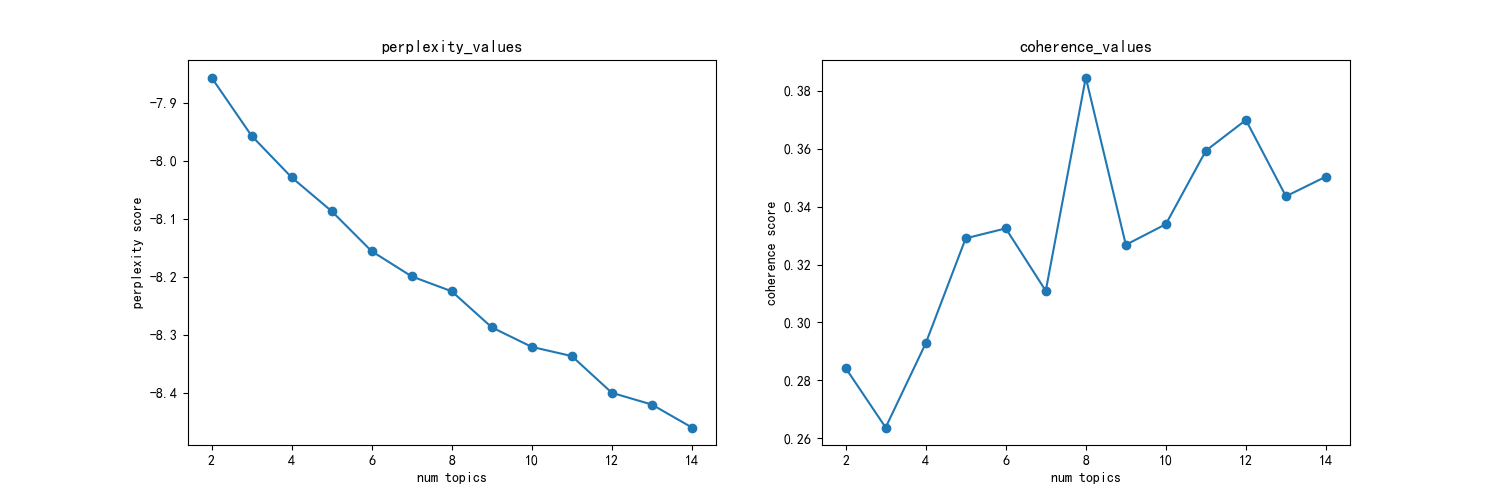 perplexity_values
perplexity score
-7.9
-8.0
-8.1
-8.2
-8.3
-8.4
2 4 6 8 10 12 14
num topics
coherence_values
coherence score
0.38
0.36
0.34
0.32
0.30
0.28
0.26
2 4 6 8 10 12 14
num topics